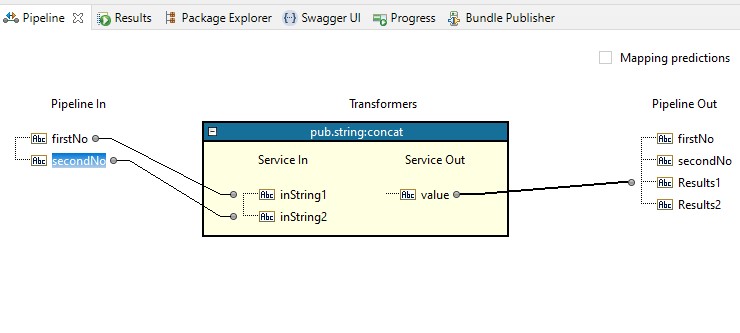 Pipeline Results Package Explorer Swagger UI Progress Bundle Publisher
Mapping predictions
Pipeline In Transformers Pipeline Out
pub.string:concat
Abc firstNo
Abc secondNo
Service In Service Out
Abc inString1 Abc value
Abc inString2
Abc firstNo
Abc secondNo
Abc Results1
Abc Results2